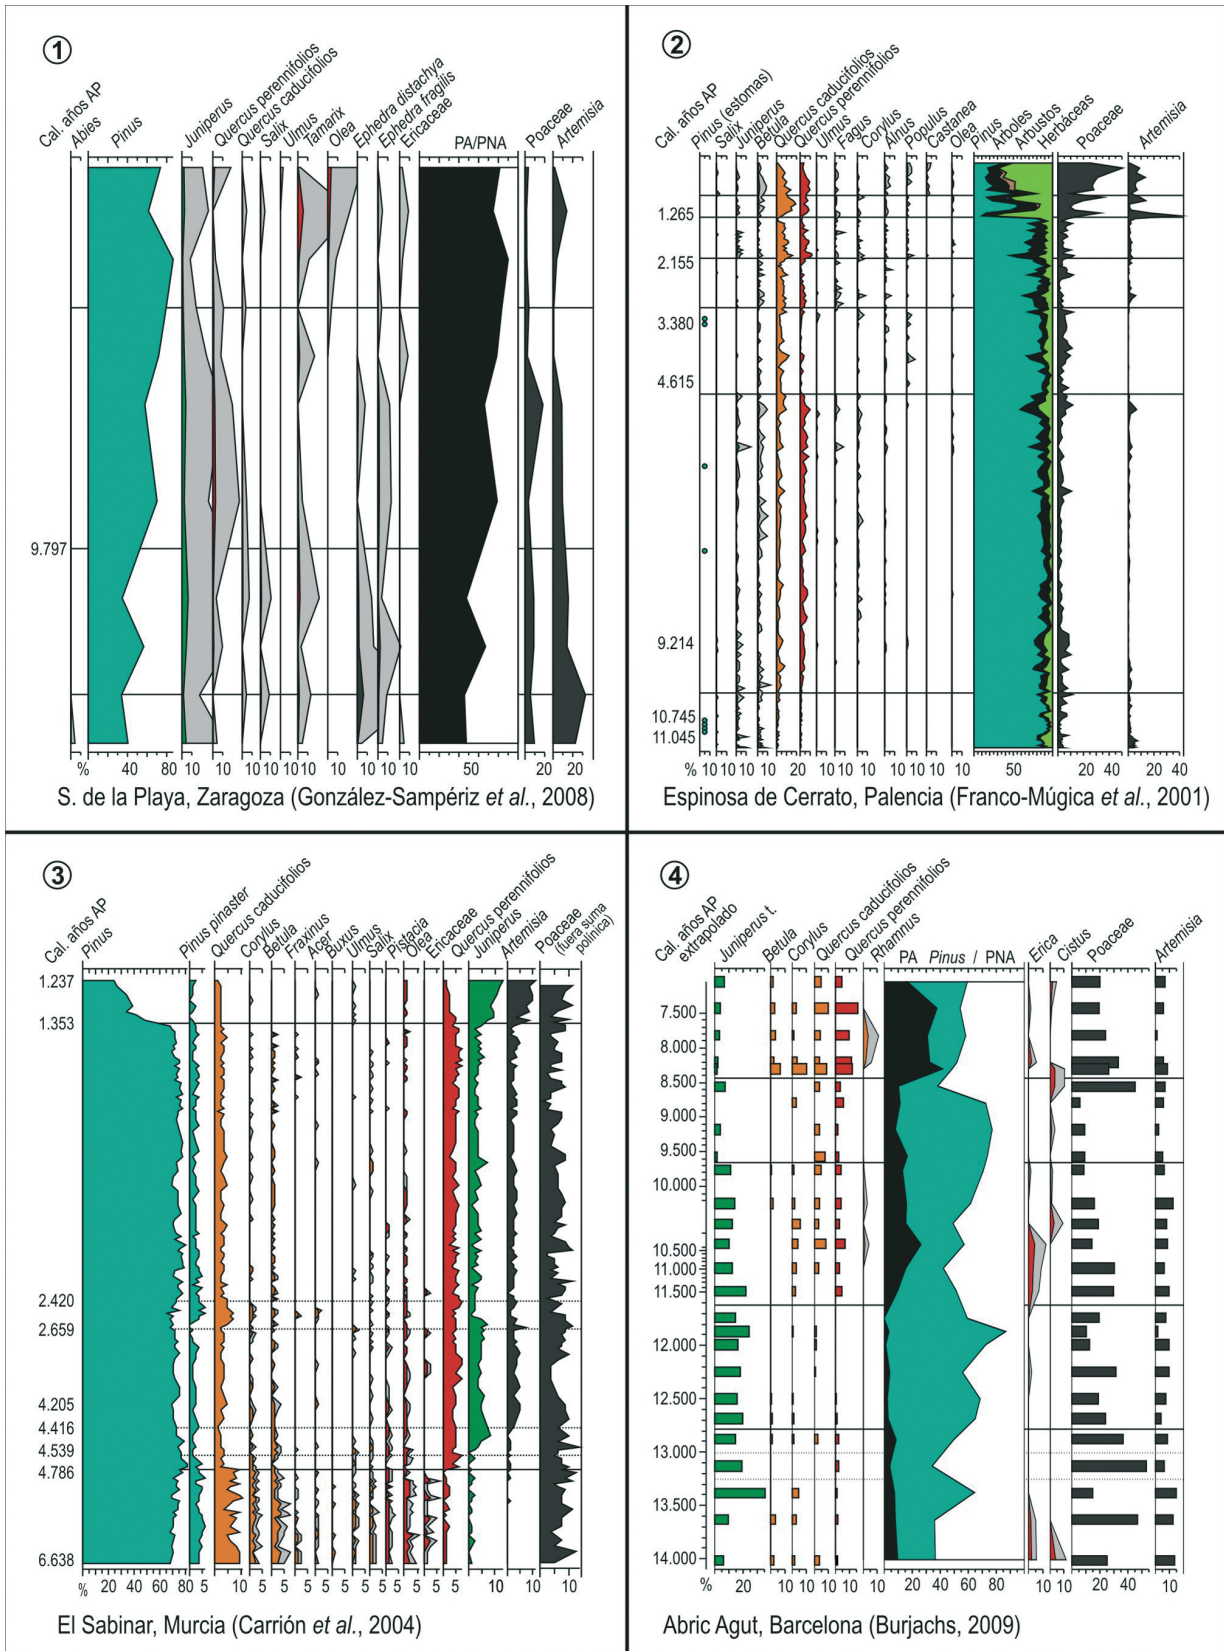 ①
Cal. años AP
Abies
Pinus
Juniperus
Quercus perennifolios
Quercus caducifolios
Salix
Ulmus
Tamarix
Olea
Ephedra distachya
Ephedra fragilis
Ericaceae
PA/PNA
Poaceae
Artemisia
9.797
% 40 80 10 10 10 10 10 10 10 10 10 10 50 20 20
S. de la Playa, Zaragoza (González-Sampériz et al., 2008)
②
Cal. años AP
Pinus (estomas)
Salix
Juniperus
Betula
Quercus caducifolios
Quercus perennifolios
Ulmus
Fagus
Corylus
Alnus
Populus
Castanea
Olea
Pinus
Arboles
Arbustos
Herbáceas
Poaceae
Artemisia
1.265
2.155
3.380
4.615
9.214
10.745
11.045
% 10 10 10 10 20 20 10 10 10 10 10 10 10 50 20 40 20 40
Espinosa de Cerrato, Palencia (Franco-Múgica et al., 2001)
③
Cal. años AP
Pinus
Pinus pinaster
Quercus caducifolios
Corylus
Betula
Fraxinus
Acer
Buxus
Ulmus
Salix
Pistacia
Olea
Ericaceae
Quercus perennifolios
Juniperus
Artemisia
Poaceae
(fuera suma
polínica)
1.237
1.353
2.420
2.659
4.205
4.416
4.539
4.786
6.638
% 20 40 60 80 5 10 5 5 5 5 5 5 5 5 5 5 5 10 10 10
El Sabinar, Murcia (Carrión et al., 2004)
④
Cal. años AP
extrapolado
Juniperus t.
Betula
Corylus
Quercus caducifolios
Quercus perennifolios
Rhamnus
PA Pinus / PNA
Erica
Cistus
Poaceae
Artemisia
7.500
8.000
8.500
9.000
9.500
10.000
10.500
11.000
11.500
12.000
12.500
13.000
13.500
14.000
% 20 10 10 10 10 10 20 40 60 80 10 10 20 40 10
Abric Agut, Barcelona (Burjachs, 2009)